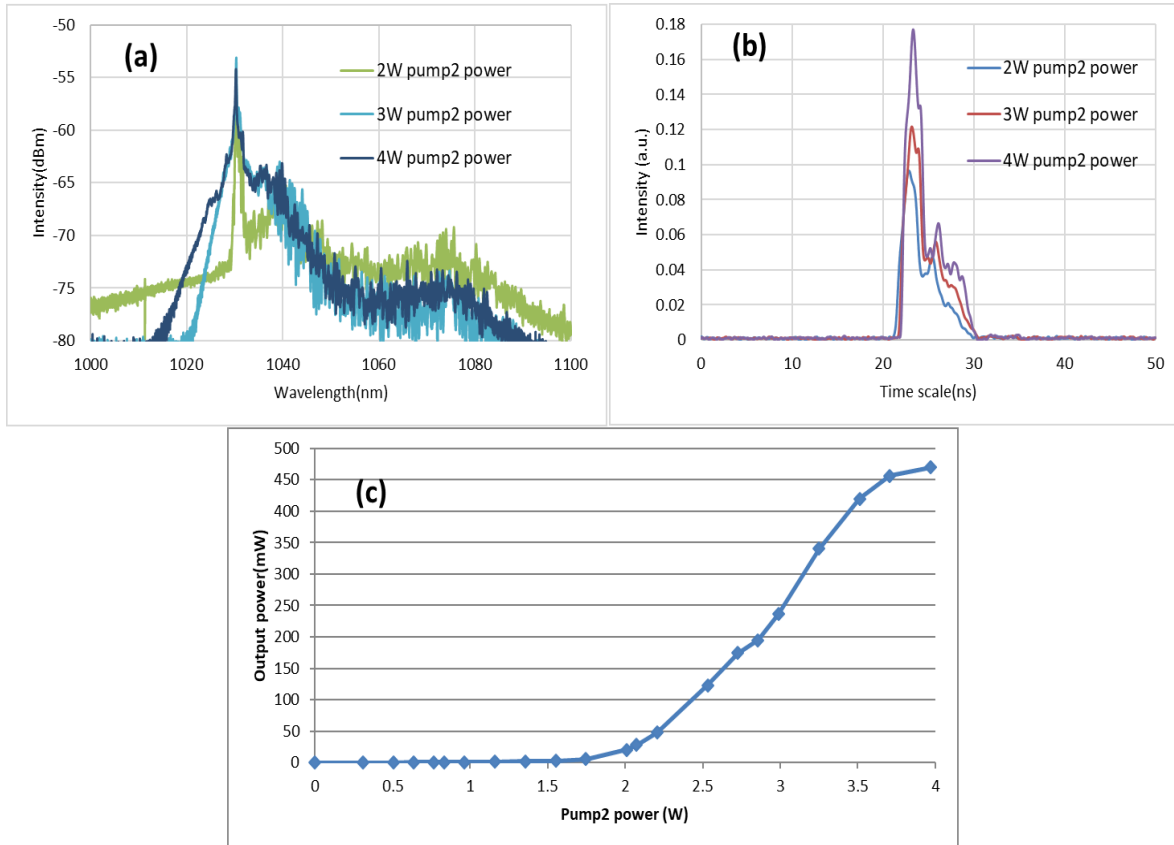 (a)
-50
-55
-60
-65
-70
-75
-80
Intensity(dBm)
2W pump2 power
3W pump2 power
4W pump2 power
1000 1020 1040 1060 1080 1100
Wavelength(nm)
(b)
0.18
0.16
0.14
0.12
0.1
0.08
0.06
0.04
0.02
0
Intensity (a.u.)
2W pump2 power
3W pump2 power
4W pump2 power
0 10 20 30 40 50
Time scale(ns)
(c)
500
450
400
350
300
250
200
150
100
50
0
Output power(mW)
0 0.5 1 1.5 2 2.5 3 3.5 4
Pump2 power (W)